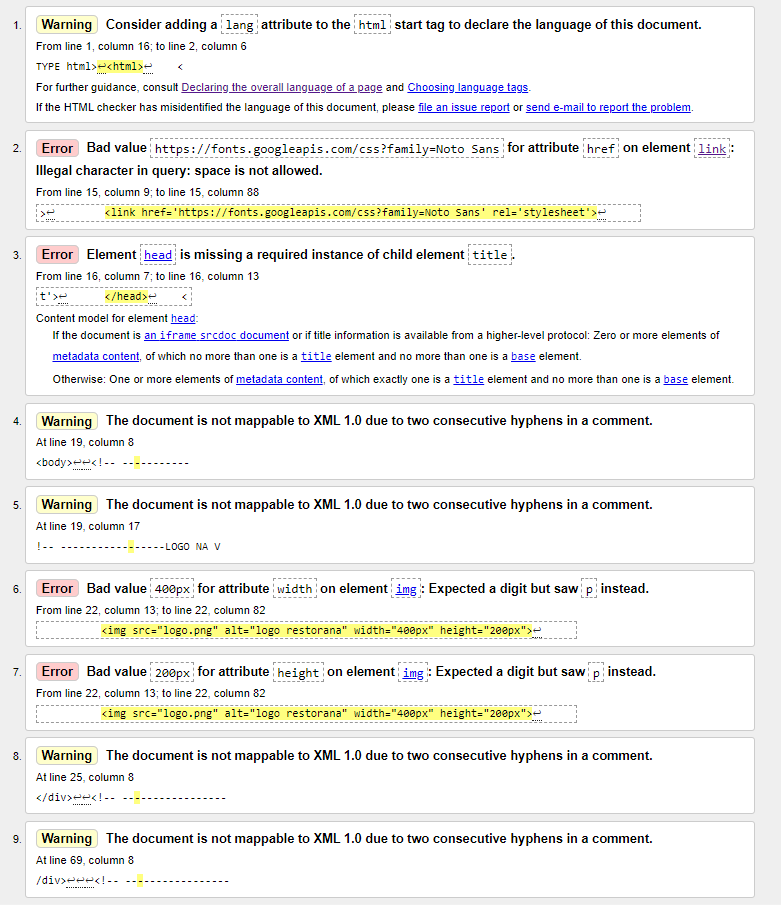 1. Warning Consider adding a lang attribute to the html start tag to declare the language of this document.
From line 1, column 16; to line 2, column 6
TYPE html>↩<html>↩ <
For further guidance, consult Declaring the overall language of a page and Choosing language tags.
If the HTML checker has misidentified the language of this document, please file an issue report or send e-mail to report the problem.
2. Error Bad value https://fonts.googleapis.com/css?family=Noto Sans for attribute href on element link:
Illegal character in query: space is not allowed.
From line 15, column 9; to line 15, column 88
>↩ <link href='https://fonts.googleapis.com/css?family=Noto Sans' rel='stylesheet'>↩
3. Error Element head is missing a required instance of child element title.
From line 16, column 7; to line 16, column 13
t'>↩ </head>↩ <
Content model for element head:
If the document is an iframe srcdoc document or if title information is available from a higher-level protocol: Zero or more elements of
metadata content, of which no more than one is a title element and no more than one is a base element.
Otherwise: One or more elements of metadata content, of which exactly one is a title element and no more than one is a base element.
4. Warning The document is not mappable to XML 1.0 due to two consecutive hyphens in a comment.
At line 19, column 8
<body>↩↩<!-- -----------
5. Warning The document is not mappable to XML 1.0 due to two consecutive hyphens in a comment.
At line 19, column 17
!-- -----------------LOGO NA V
6. Error Bad value 400px for attribute width on element img: Expected a digit but saw p instead.
From line 22, column 13; to line 22, column 82
<img src="logo.png" alt="logo restorana" width="400px" height="200px">↩
7. Error Bad value 200px for attribute height on element img: Expected a digit but saw p instead.
From line 22, column 13; to line 22, column 82
<img src="logo.png" alt="logo restorana" width="400px" height="200px">↩
8. Warning The document is not mappable to XML 1.0 due to two consecutive hyphens in a comment.
At line 25, column 8
</div>↩↩<!-- -----------------
9. Warning The document is not mappable to XML 1.0 due to two consecutive hyphens in a comment.
At line 69, column 8
/div>↩↩↩<!-- -----------------